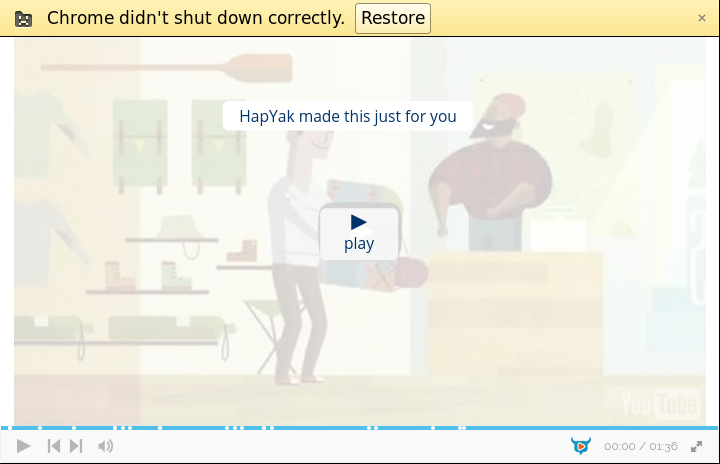 Chrome didn't shut down correctly. Restore ×
HapYak made this just for you
play
YouTube
00:00 / 01:36